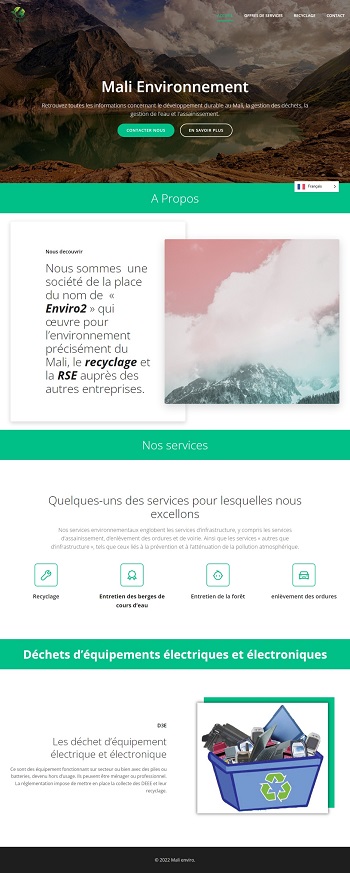 OFFRES DE SERVICES RECYCLAGE CONTACT
Mali Environnement
Retrouvez toutes les informations concernant le développement durable au Mali, la gestion des déchets, la
gestion de l'eau et l'assainissement.
CONTACTER NOUS EN SAVOIR PLUS
Français
A Propos
Nous decouvrir
Nous sommes une
société de la place
du nom de «
Enviro2 » qui
œuvre pour
l'environnement
précisément du
Mali, le recyclage et
la RSE auprès des
autres entreprises.
Nos services
Quelques-uns des services pour lesquelles nous
excellons
Nos services environnementaux englobent les services d'infrastructure, y compris les services
d'assainissement, d'enlèvement des ordures et de voirie. Ainsi que les services « autres que
d'infrastructure », tels que ceux liés à la prévention et à l'atténuation de la pollution atmosphérique.
Recyclage
Entretien des berges de
cours d'eau
Entretien de la forêt
enlèvement des ordures
Déchets d'équipements électriques et électroniques
D3E
Les déchet d'équipement
électrique et électronique
Ce sont des équipement fonctionnant sur secteur ou bien avec des piles ou
batteries, devenu hors d'usage. Ils peuvent être ménager ou professionnel.
La réglementation impose de mettre en place la collecte des DEEE et leur
recyclage.
© 2022 Mali enviro.